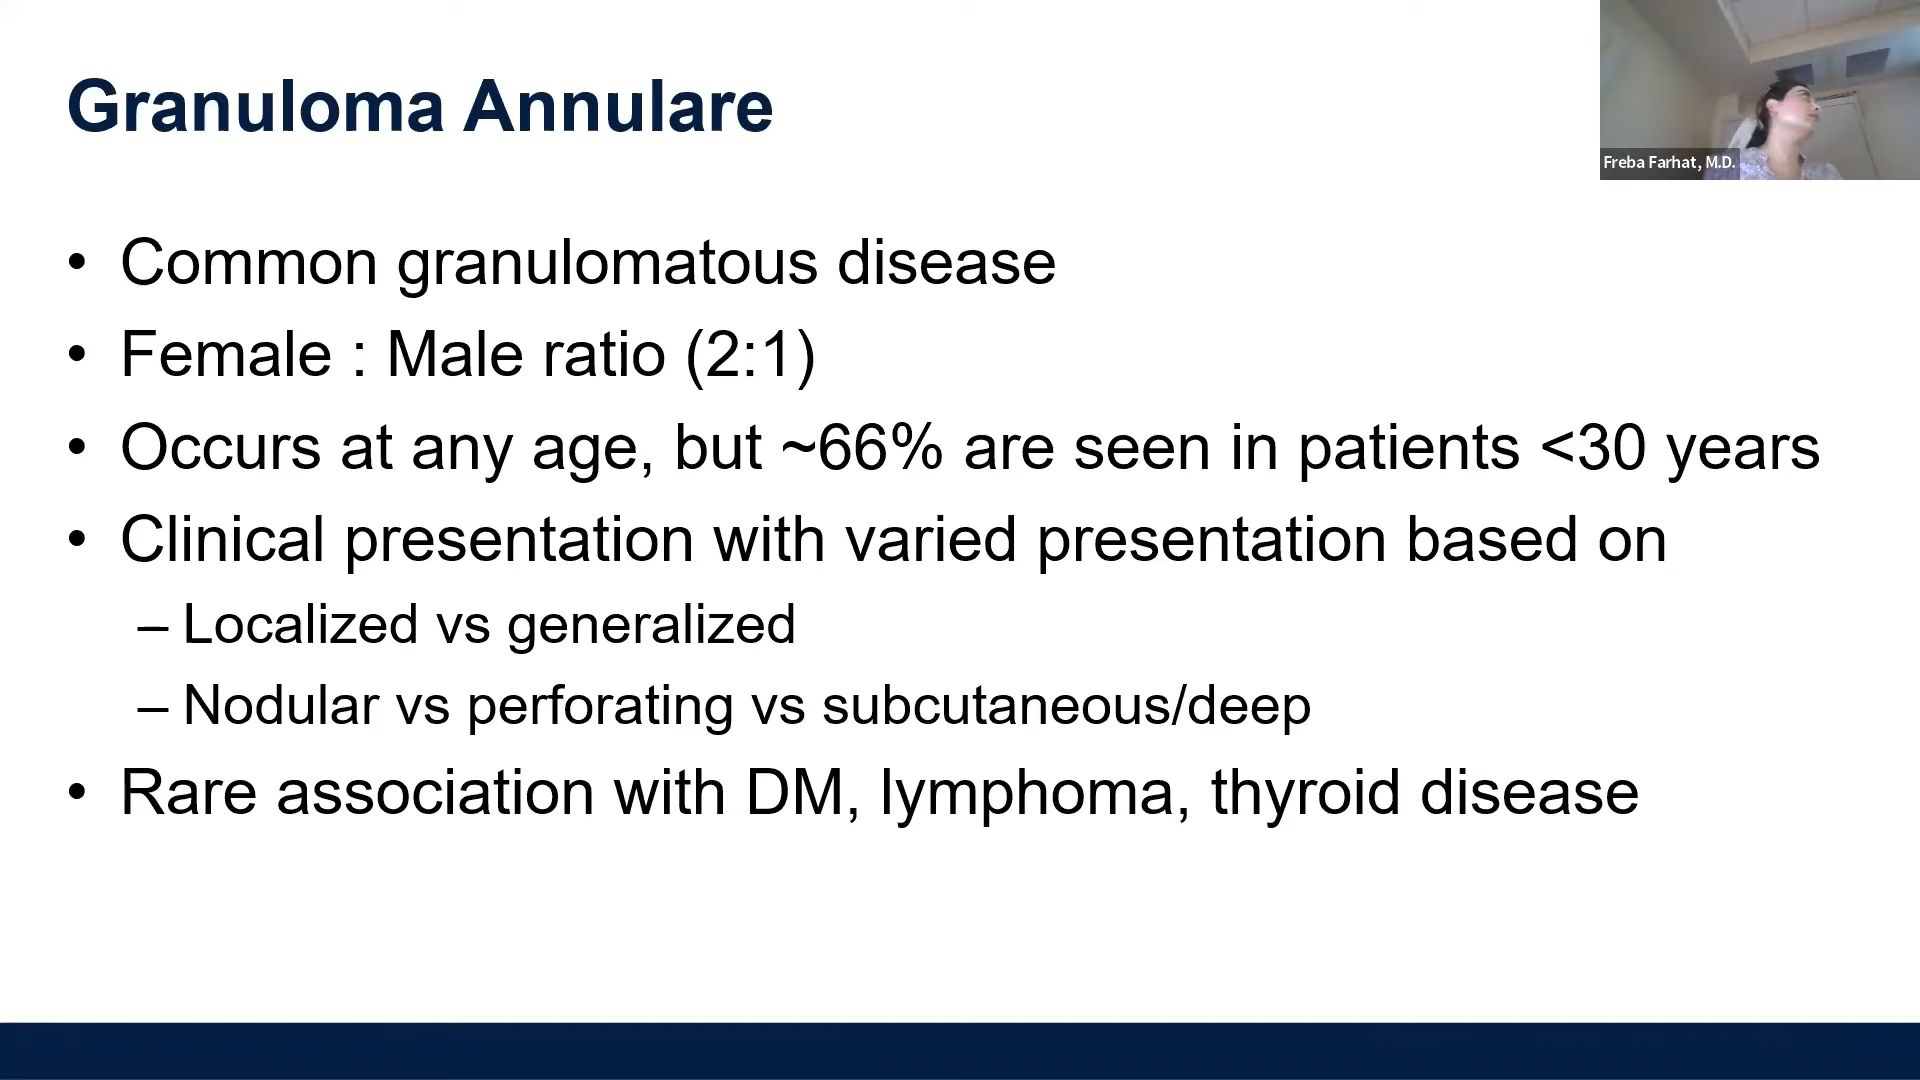 Granuloma Annulare
Freba Farhat, M.D.
• Common granulomatous disease
• Female : Male ratio (2:1)
• Occurs at any age, but ~66% are seen in patients <30 years
• Clinical presentation with varied presentation based on
– Localized vs generalized
– Nodular vs perforating vs subcutaneous/deep
• Rare association with DM, lymphoma, thyroid disease